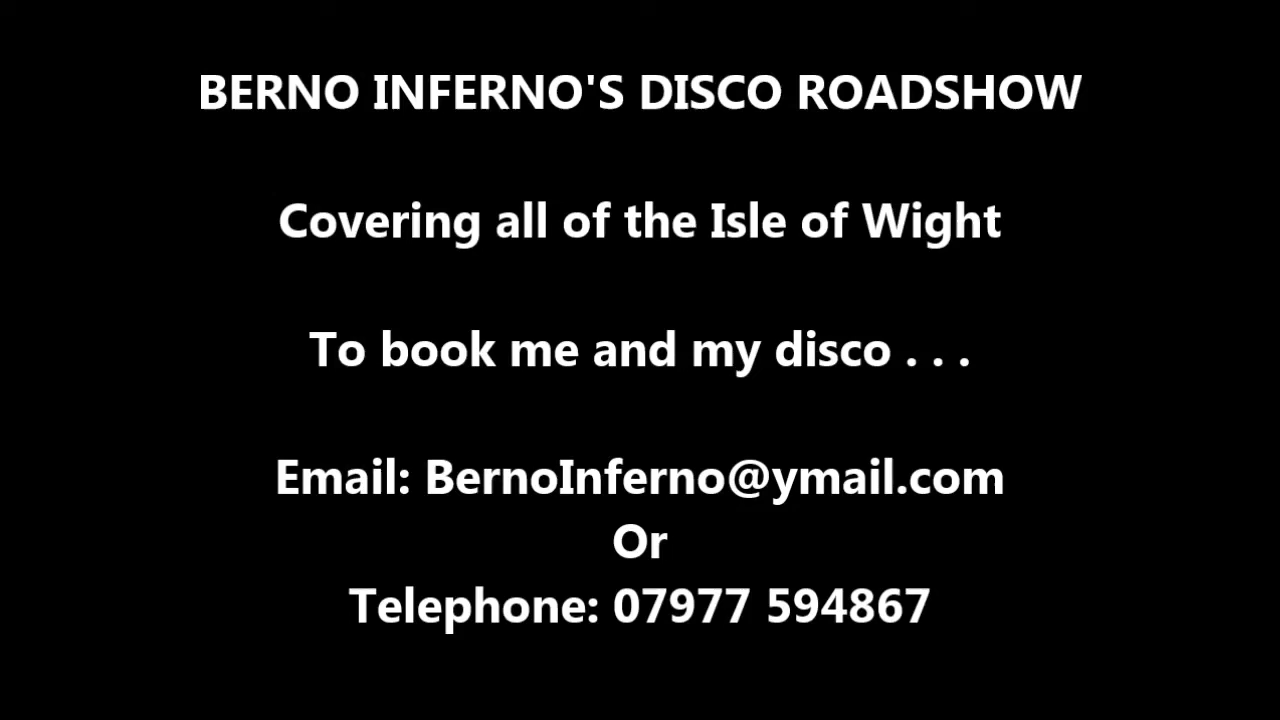 BERNO INFERNO'S DISCO ROADSHOW
Covering all of the Isle of Wight
To book me and my disco . . .
Email: BernoInferno@ymail.com
Or
Telephone: 07977 594867